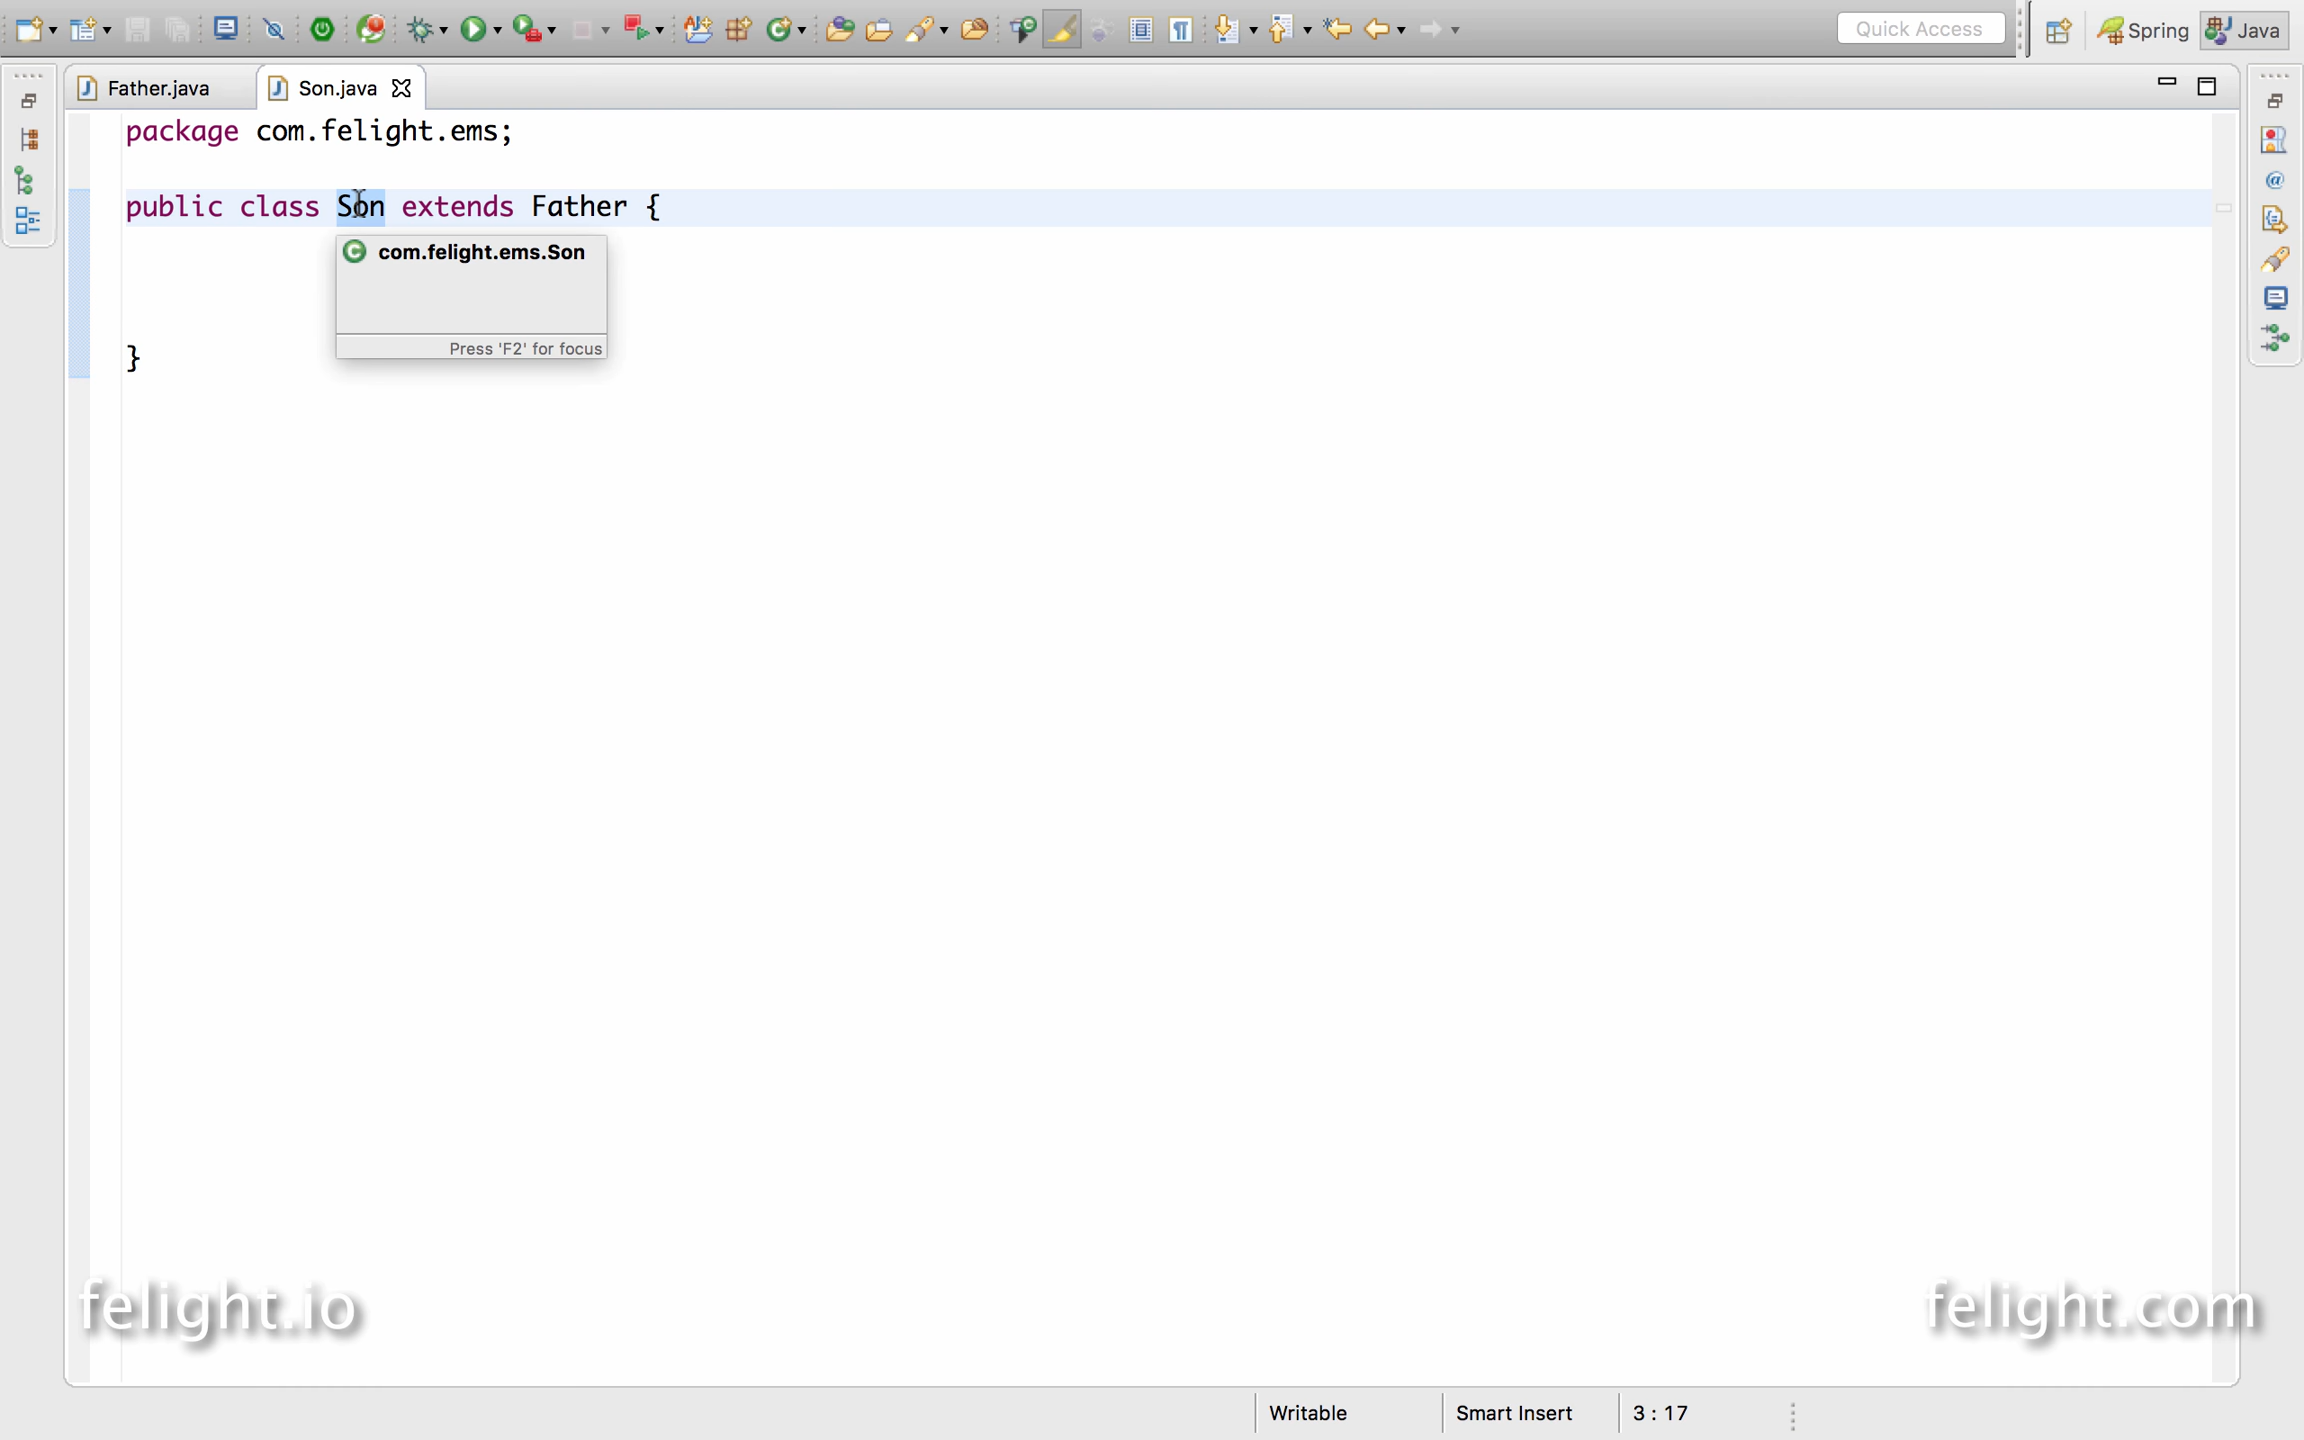 Quick Access
Spring
Java
Father.java
Son.java
package com.felight.ems;
public class Son extends Father {
com.felight.ems.Son
Press 'F2' for focus
}
felight.io
felight.com
Writable
Smart Insert
3 : 17